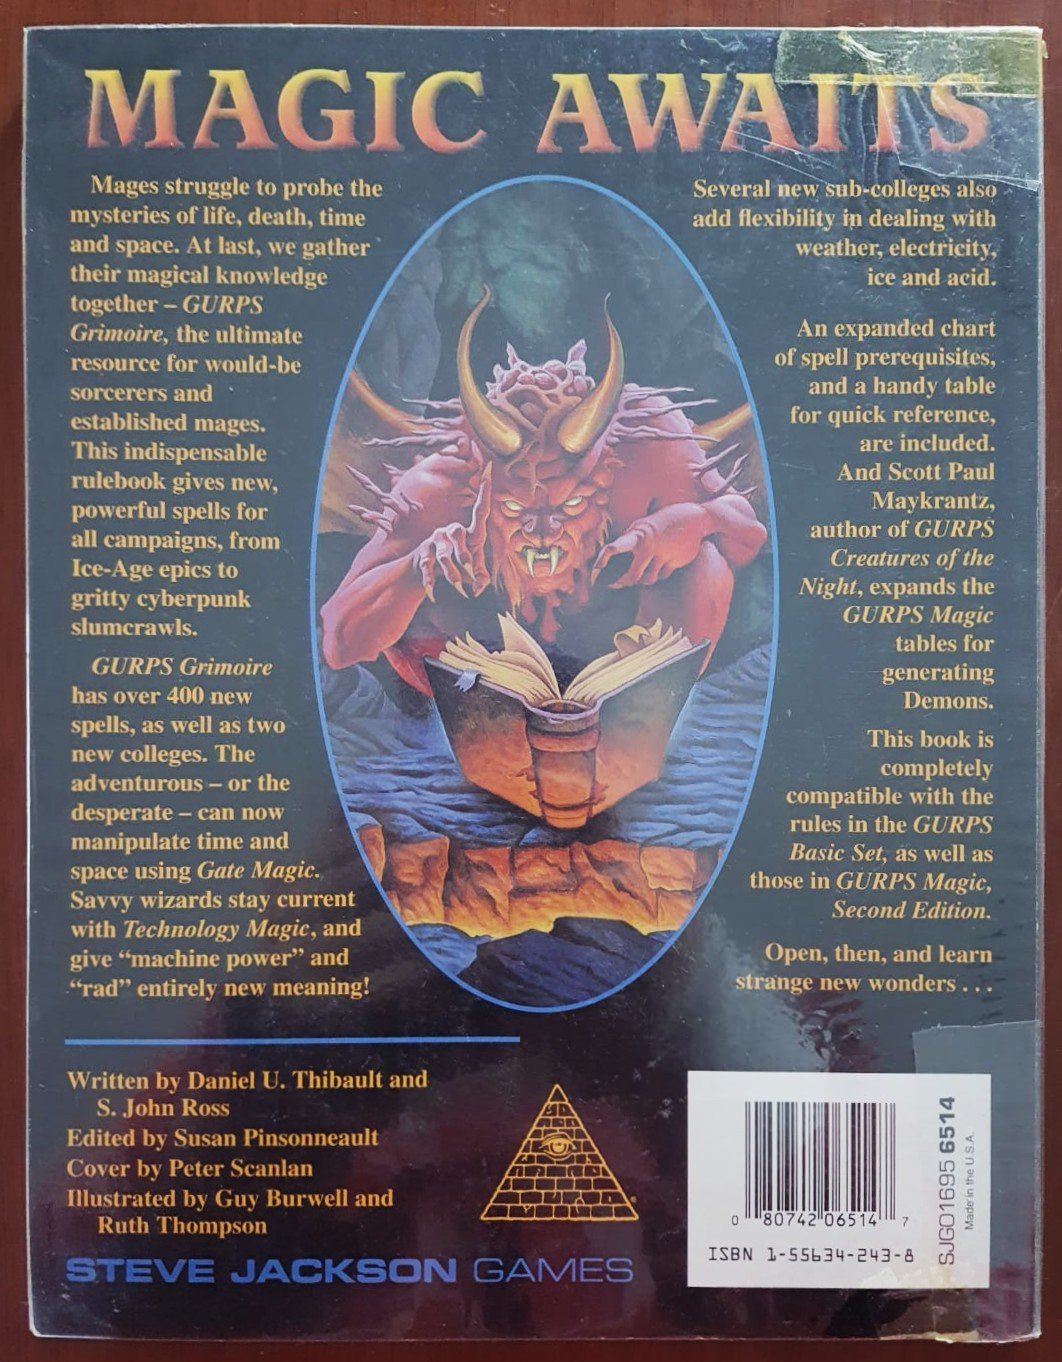 MAGIC AWAITS
Mages struggle to probe the
mysteries of life, death, time
and space. At last, we gather
their magical knowledge
together – GURPS
Grimoire, the ultimate
resource for would-be
sorcerers and
established mages.
This indispensable
rulebook gives new,
powerful spells for
all campaigns, from
Ice-Age epics to
gritty cyberpunk
slumcrawls.
GURPS Grimoire
has over 400 new
spells, as well as two
new colleges. The
adventurous – or the
desperate – can now
manipulate time and
space using Gate Magic.
Savvy wizards stay current
with Technology Magic, and
give “machine power” and
“rad” entirely new meaning!
Several new sub-colleges also
add flexibility in dealing with
weather, electricity,
ice and acid.
An expanded chart
of spell prerequisites,
and a handy table
for quick reference,
are included.
And Scott Paul
Maykrantz,
author of GURPS
Creatures of the
Night, expands the
GURPS Magic
tables for
generating
Demons.
This book is
completely
compatible with the
rules in the GURPS
Basic Set, as well as
those in GURPS Magic,
Second Edition.
Open, then, and learn
strange new wonders . . .
Written by Daniel U. Thibault and
S. John Ross
Edited by Susan Pinsonneault
Cover by Peter Scanlan
Illustrated by Guy Burwell and
Ruth Thompson
STEVE JACKSON GAMES
®
0 80742 06514 7
ISBN 1-55634-243-8
SJG01695 6514
Made in the U.S.A.